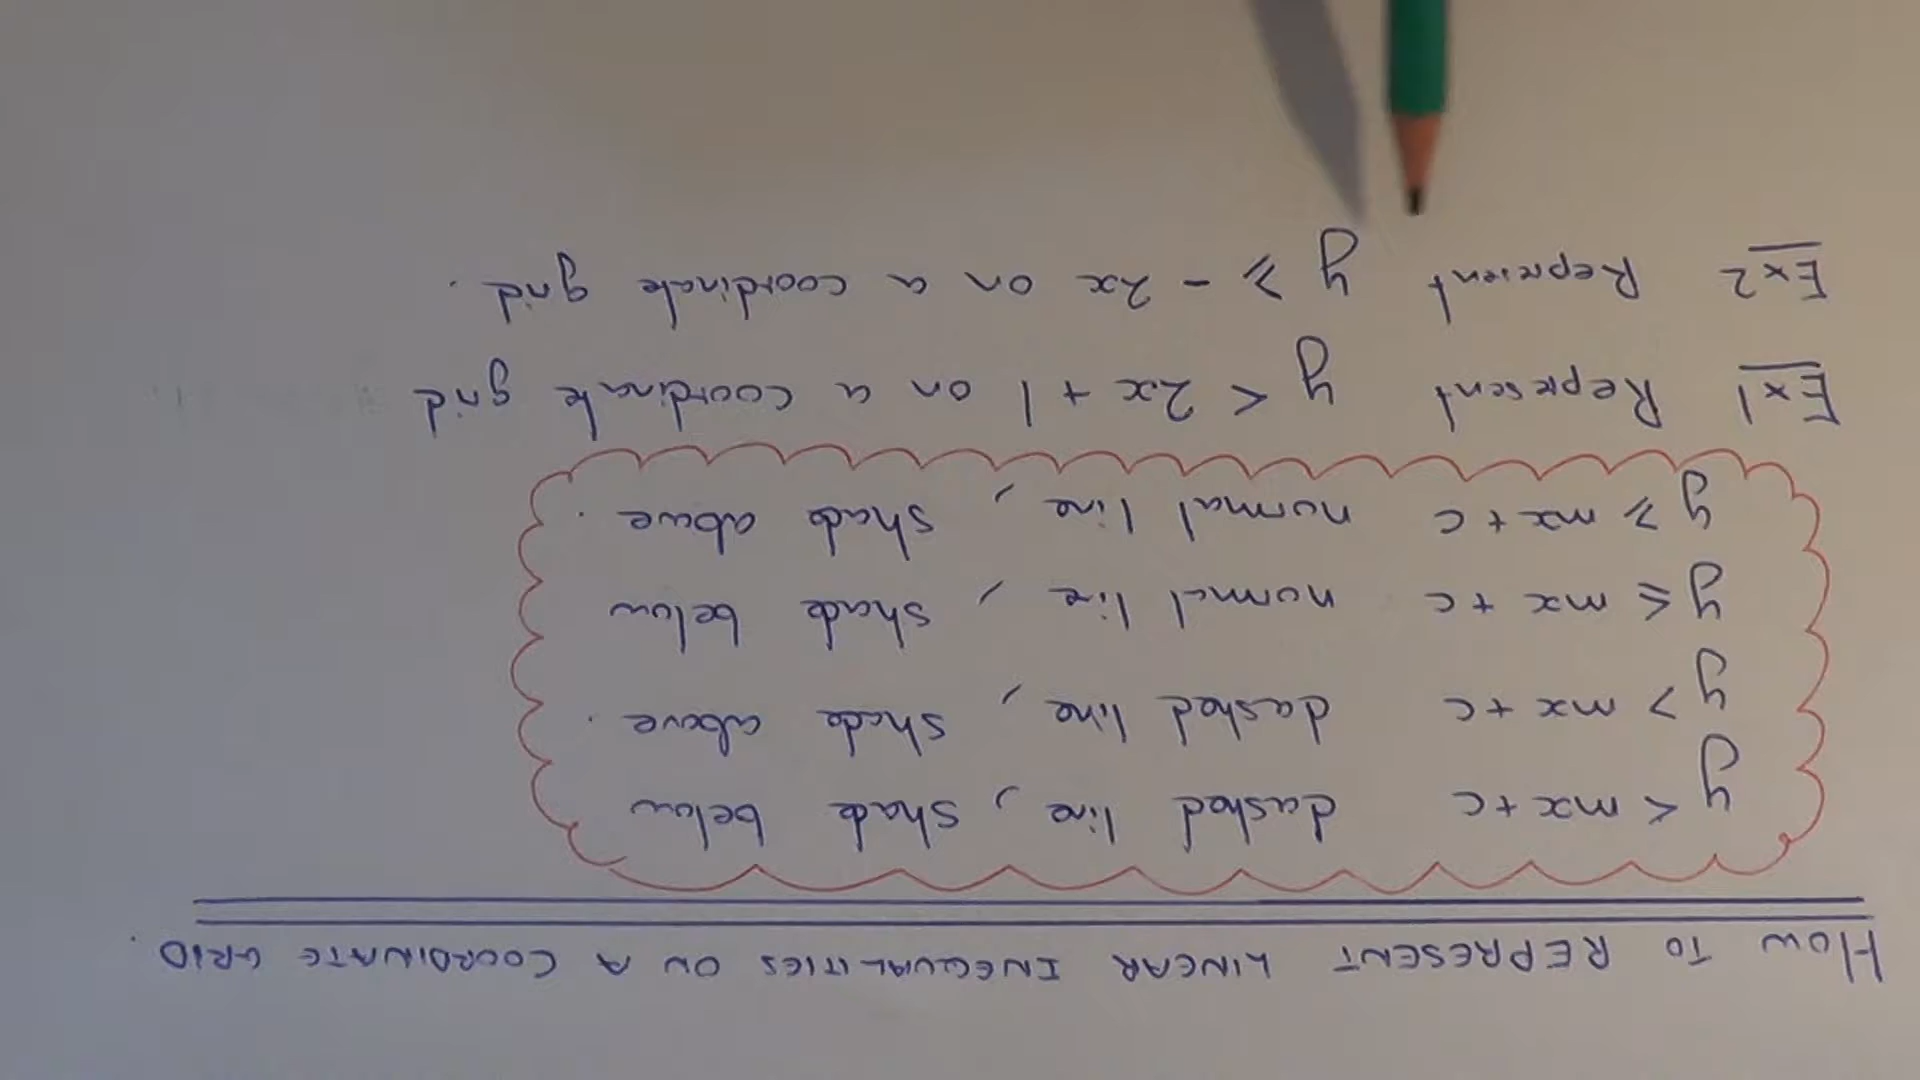 HOW TO REPRESENT LINEAR INEQUALITIES ON A COORDINATE GRID.
y < mx + c dashed line, shade below
y > mx + c dashed line, shade above.
y ≤ mx + c normal line, shade below
y ≥ mx + c normal line, shade above.
Ex1 Represent y < 2x + 1 on a coordinate grid
Ex2 Represent y ≥ - 2x on a coordinate grid.